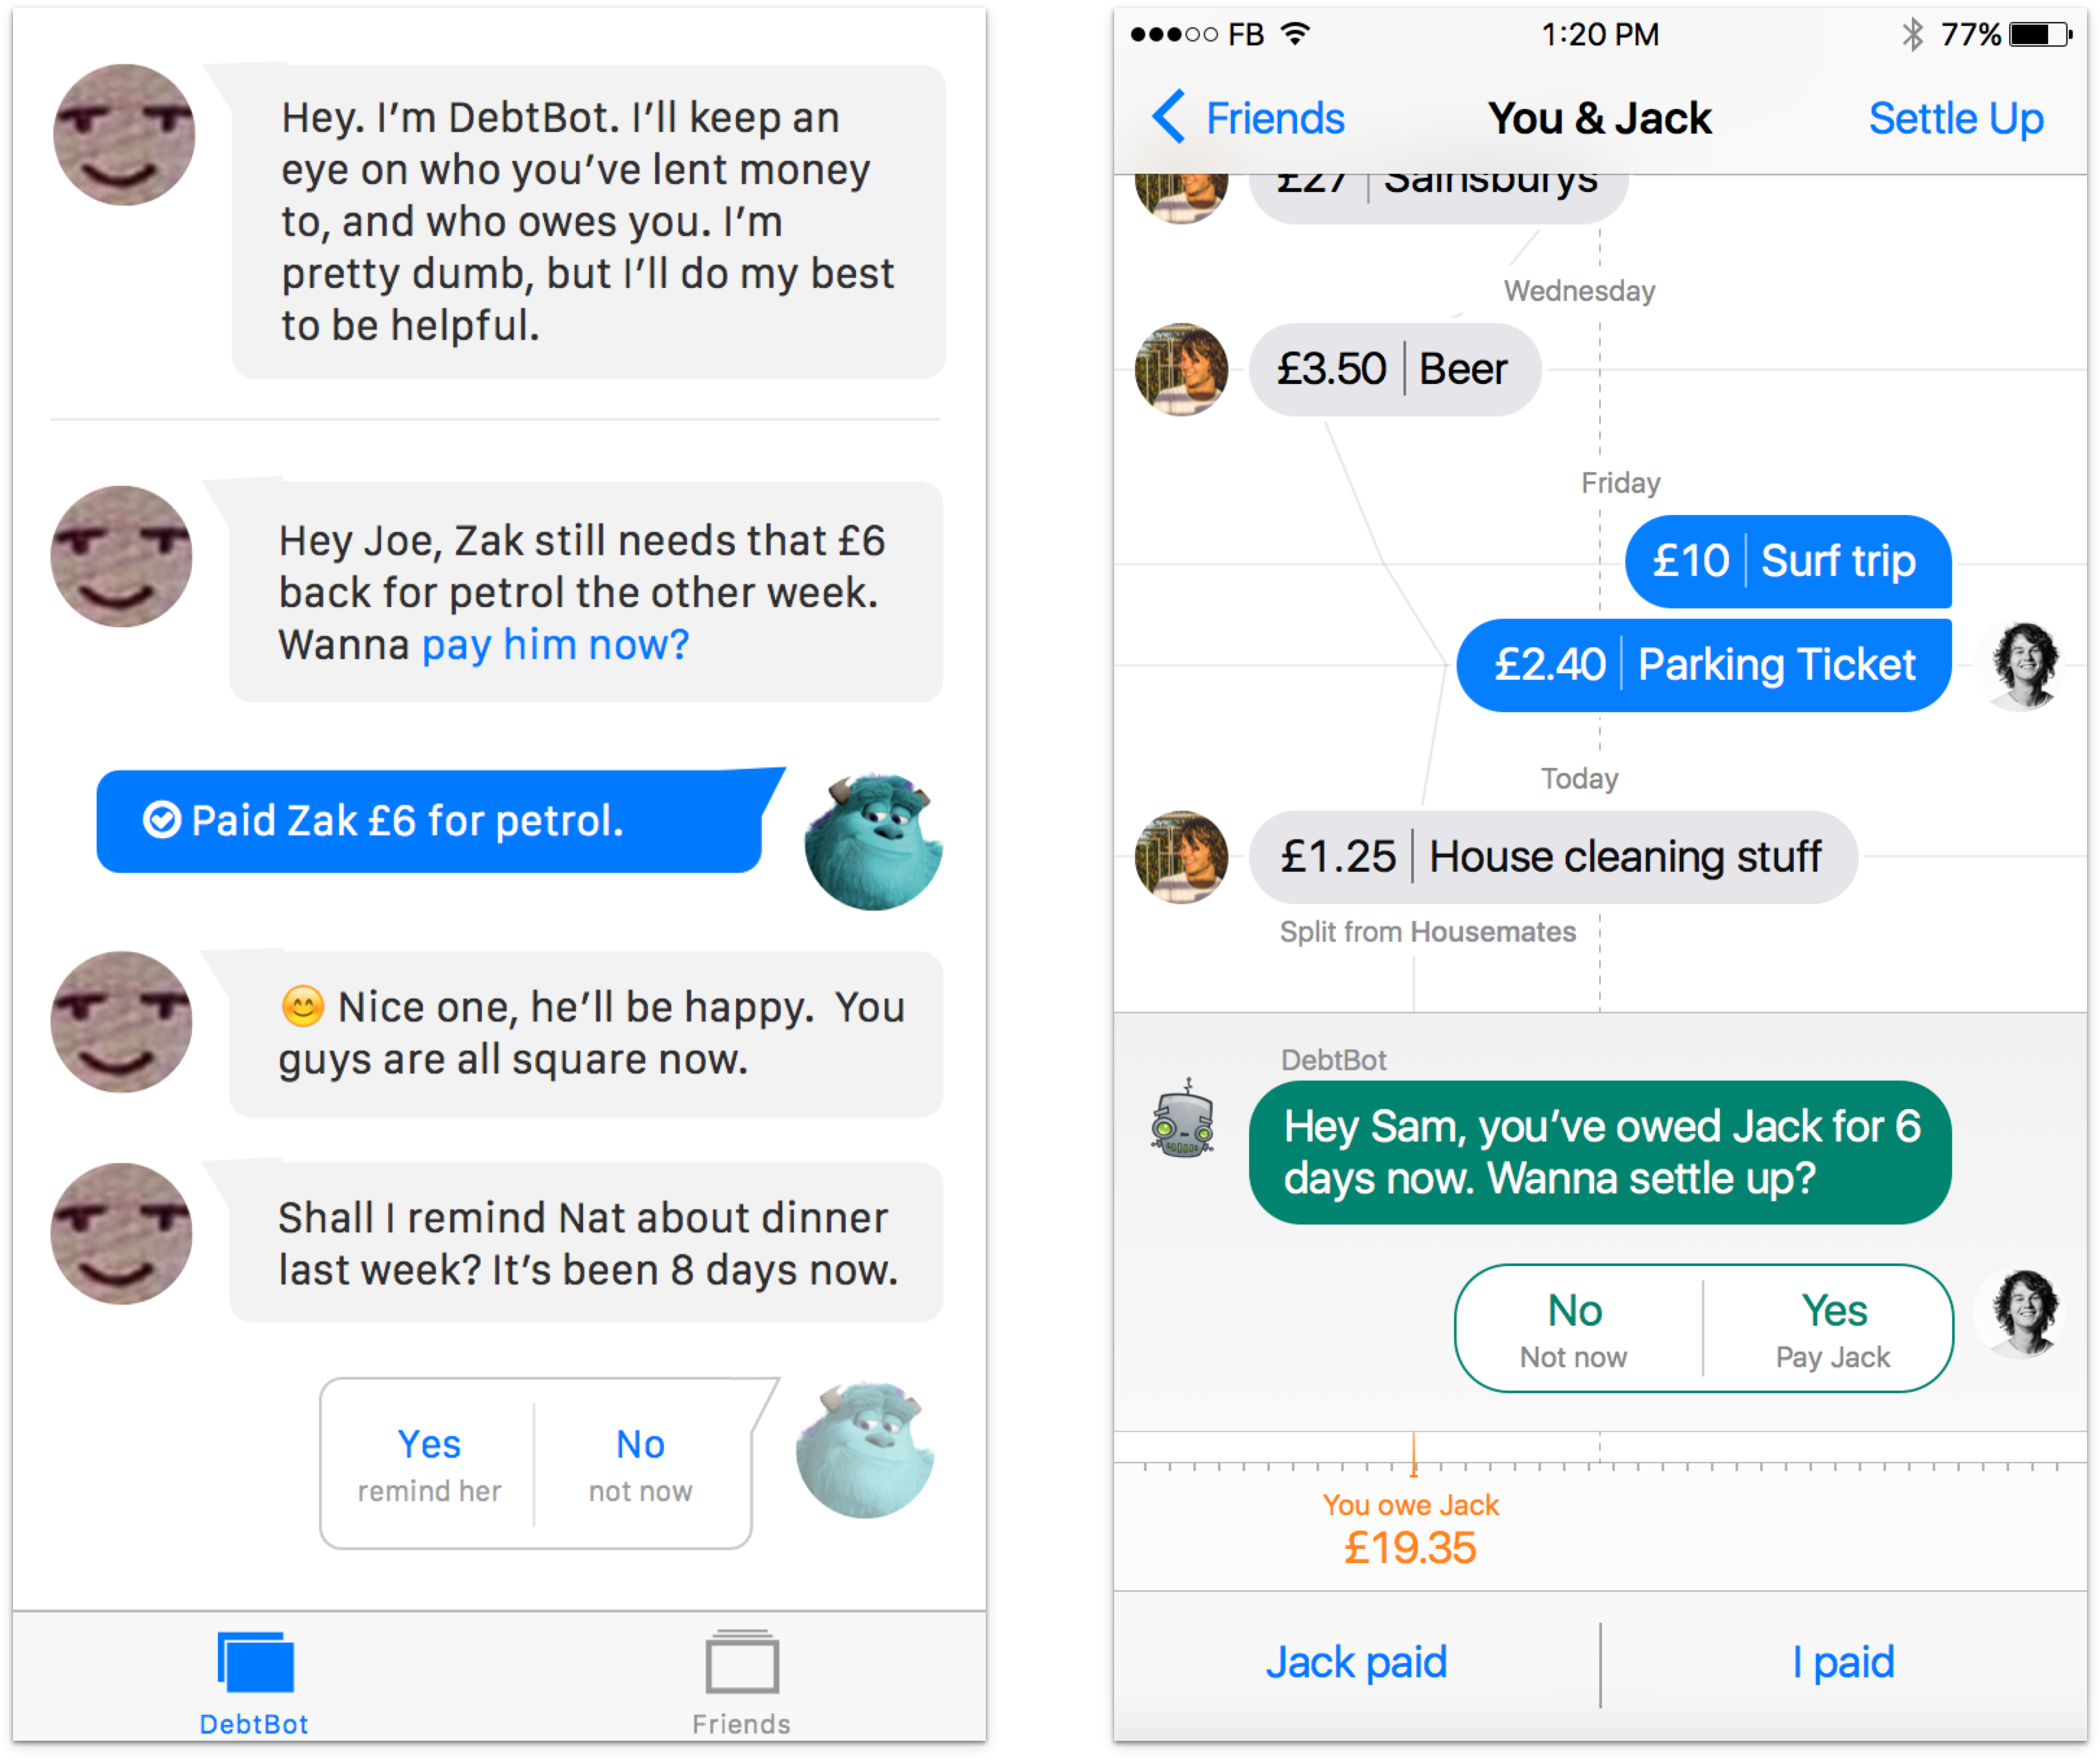 Hey. I'm DebtBot. I'll keep an
eye on who you've lent money
to, and who owes you. I'm
pretty dumb, but I'll do my best
to be helpful.
Hey Joe, Zak still needs that £6
back for petrol the other week.
Wanna pay him now?
Paid Zak £6 for petrol.
😊 Nice one, he'll be happy.  You
guys are all square now.
Shall I remind Nat about dinner
last week? It's been 8 days now.
Yes
remind her
No
not now
DebtBot
Friends
FB
1:20 PM
77%
Friends
You & Jack
Settle Up
£27 | Sainsburys
Wednesday
£3.50 | Beer
Friday
£10 | Surf trip
£2.40 | Parking Ticket
Today
£1.25 | House cleaning stuff
Split from Housemates
DebtBot
Hey Sam, you've owed Jack for 6
days now. Wanna settle up?
No
Not now
Yes
Pay Jack
You owe Jack
£19.35
Jack paid
I paid